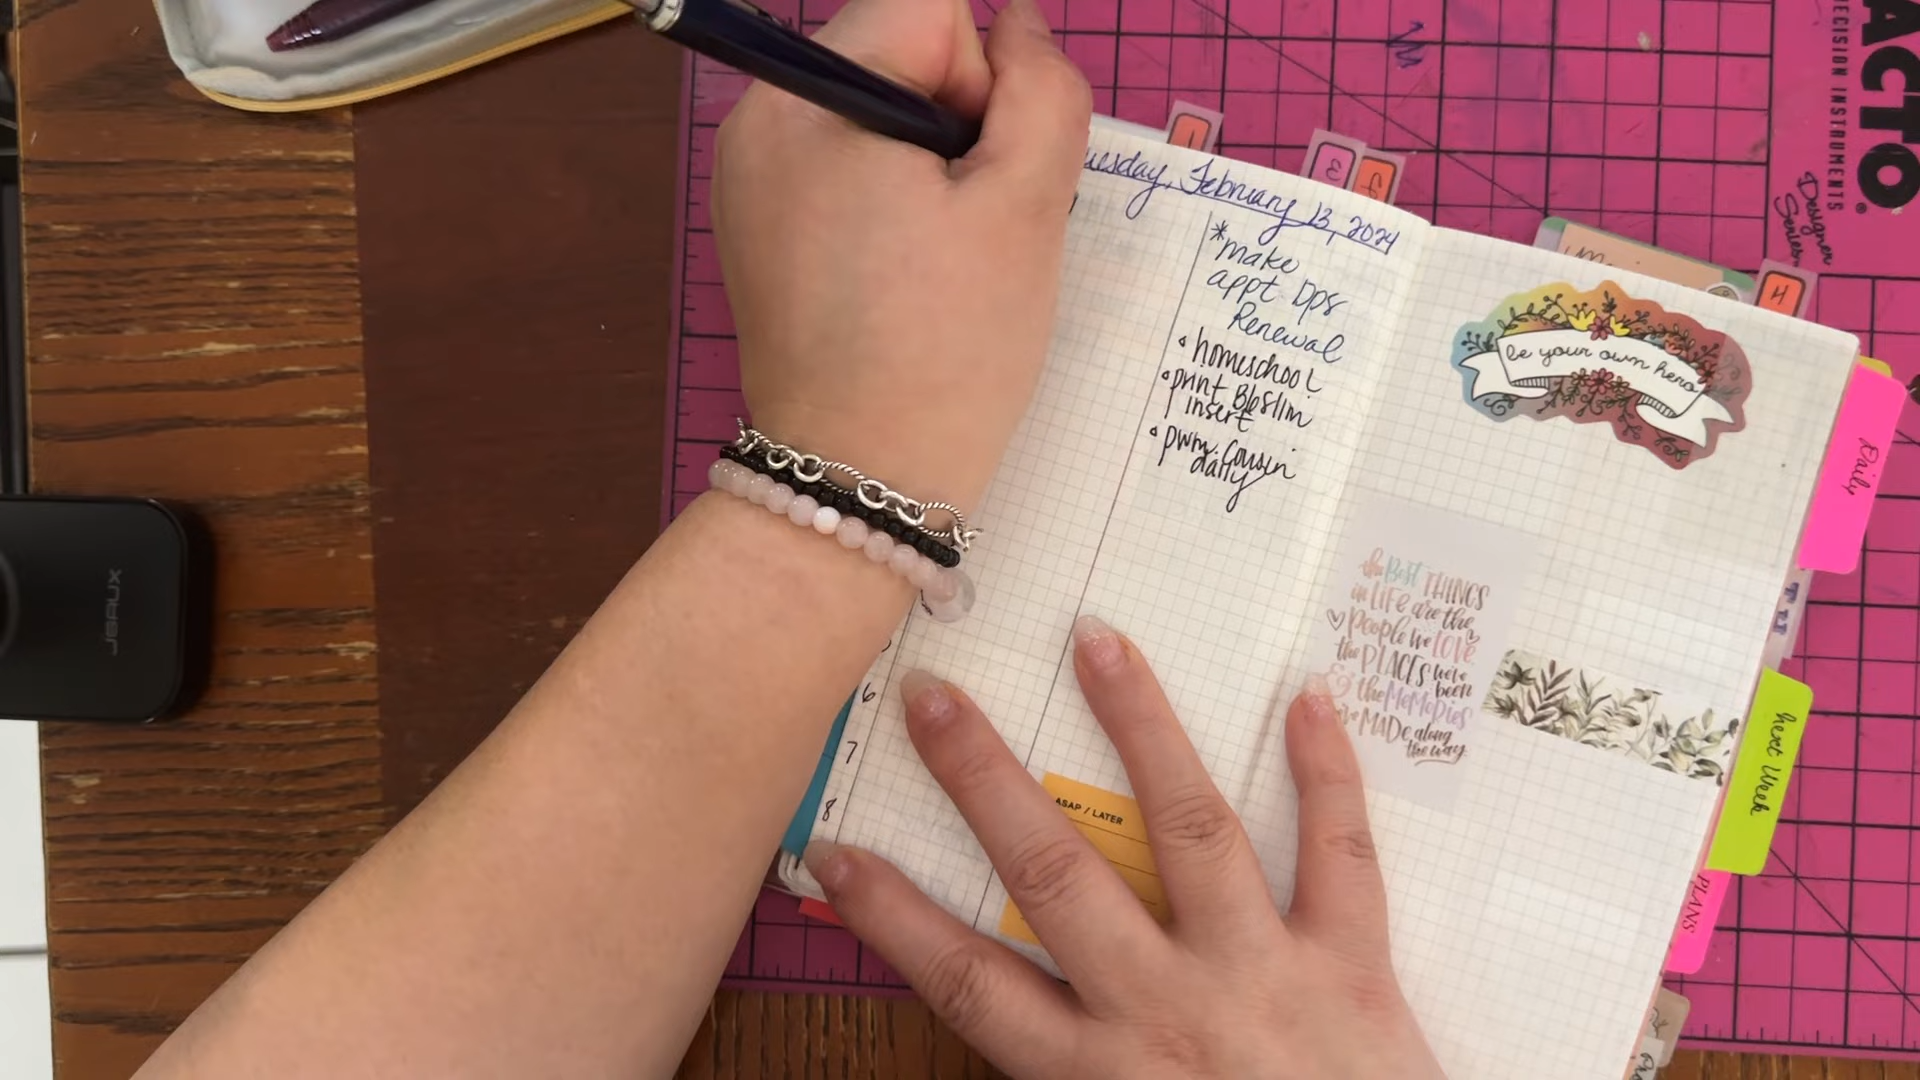 uesday, February 13, 2024
*make
appt DPS
Renewal
homeschool
print
insert
pwm. Cousin
daily
6
7
8
ASAP / LATER
be your own hero
the Best THINGS
in LIFE are the
people we LOVE
the PLACES we've
& the MeMoRies been
we've MADe along
the way.
Daily
Next Week
PLANS
H
JSAUX
ACTO®
DECISION INSTRUMENTS
Designer
Series